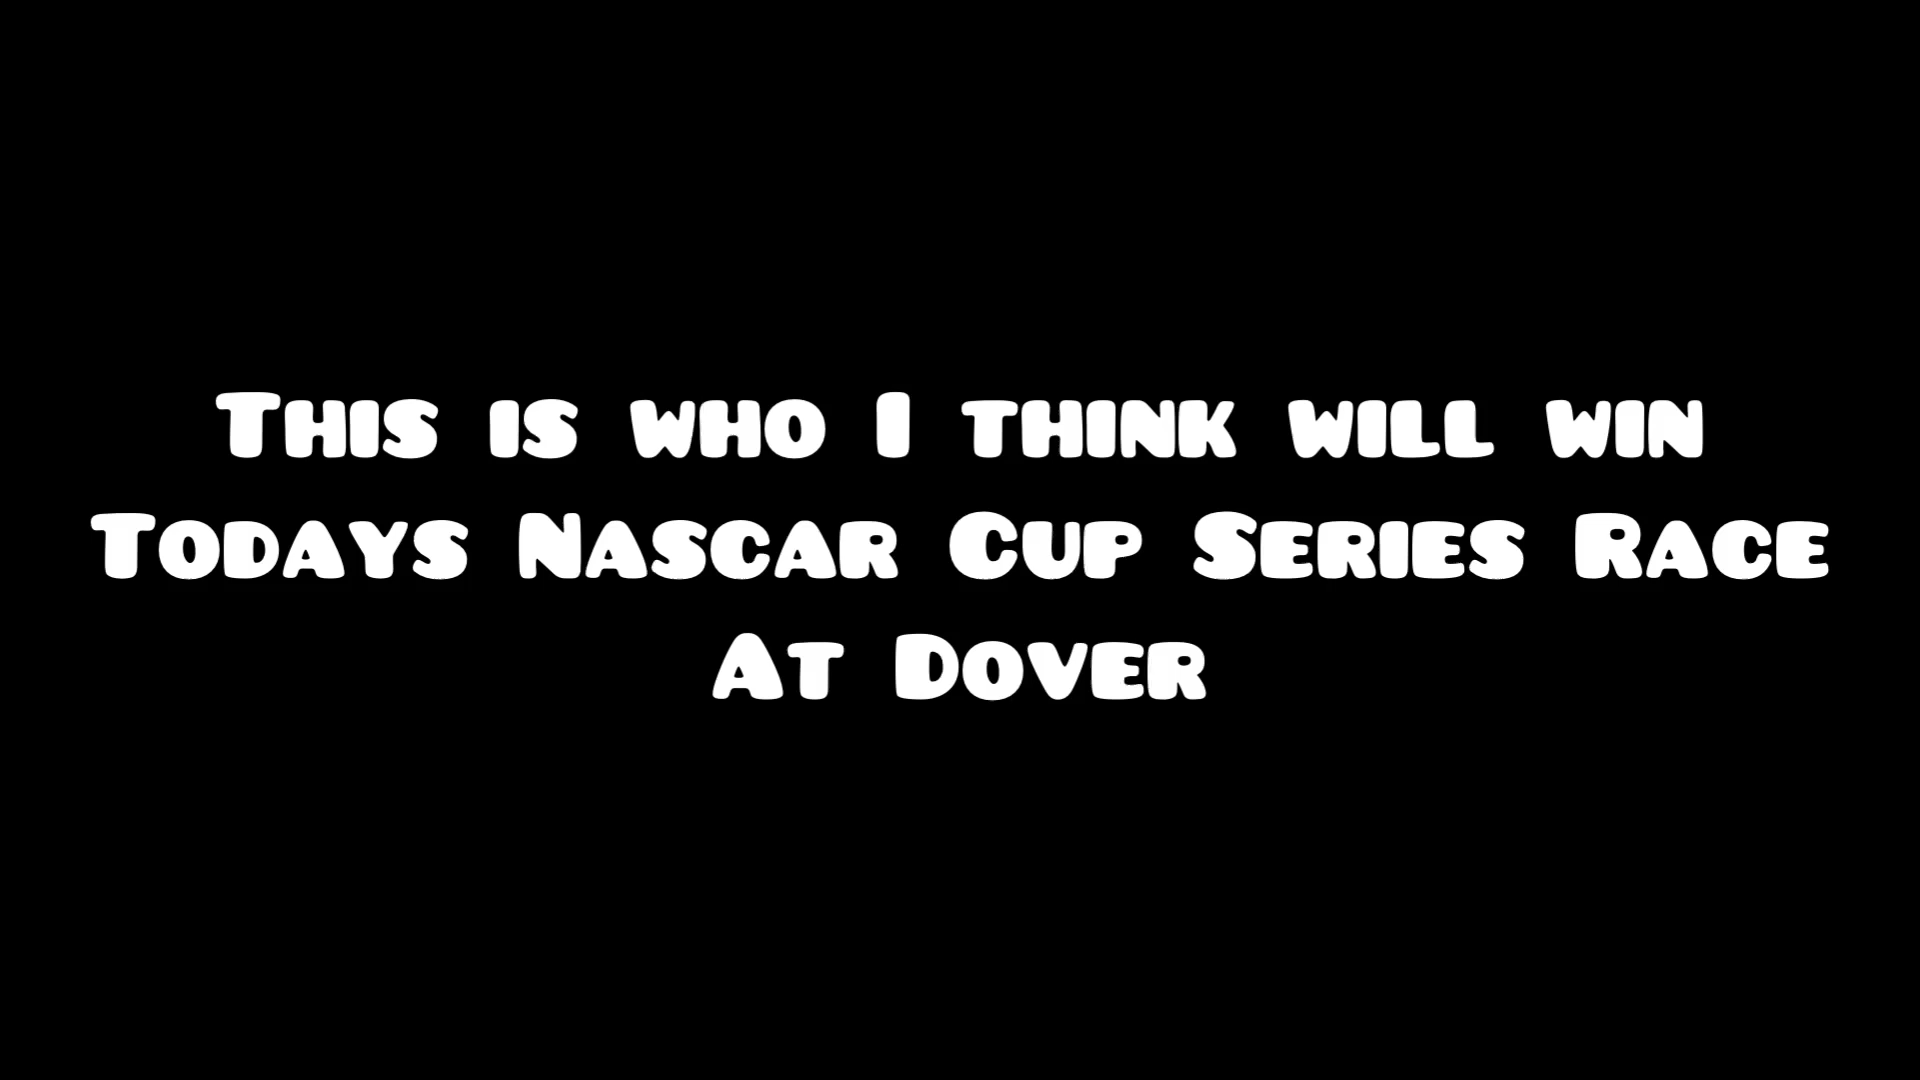 This is who I think will win
Todays Nascar Cup Series Race
At Dover